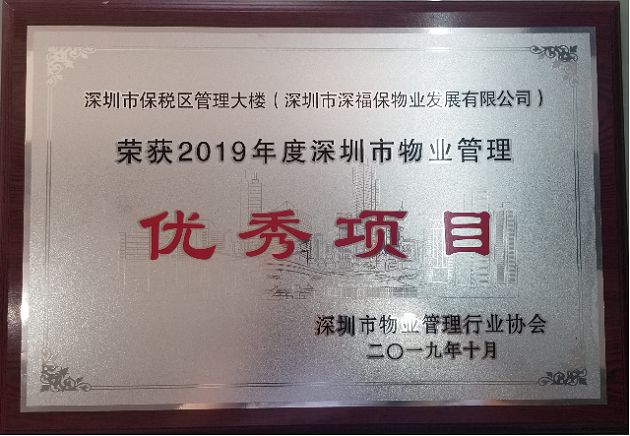 深圳市保税区管理大楼（深圳市深福保物业发展有限公司）
荣获2019年度深圳市物业管理
优秀项目
深圳市物业管理行业协会
二〇一九年十月